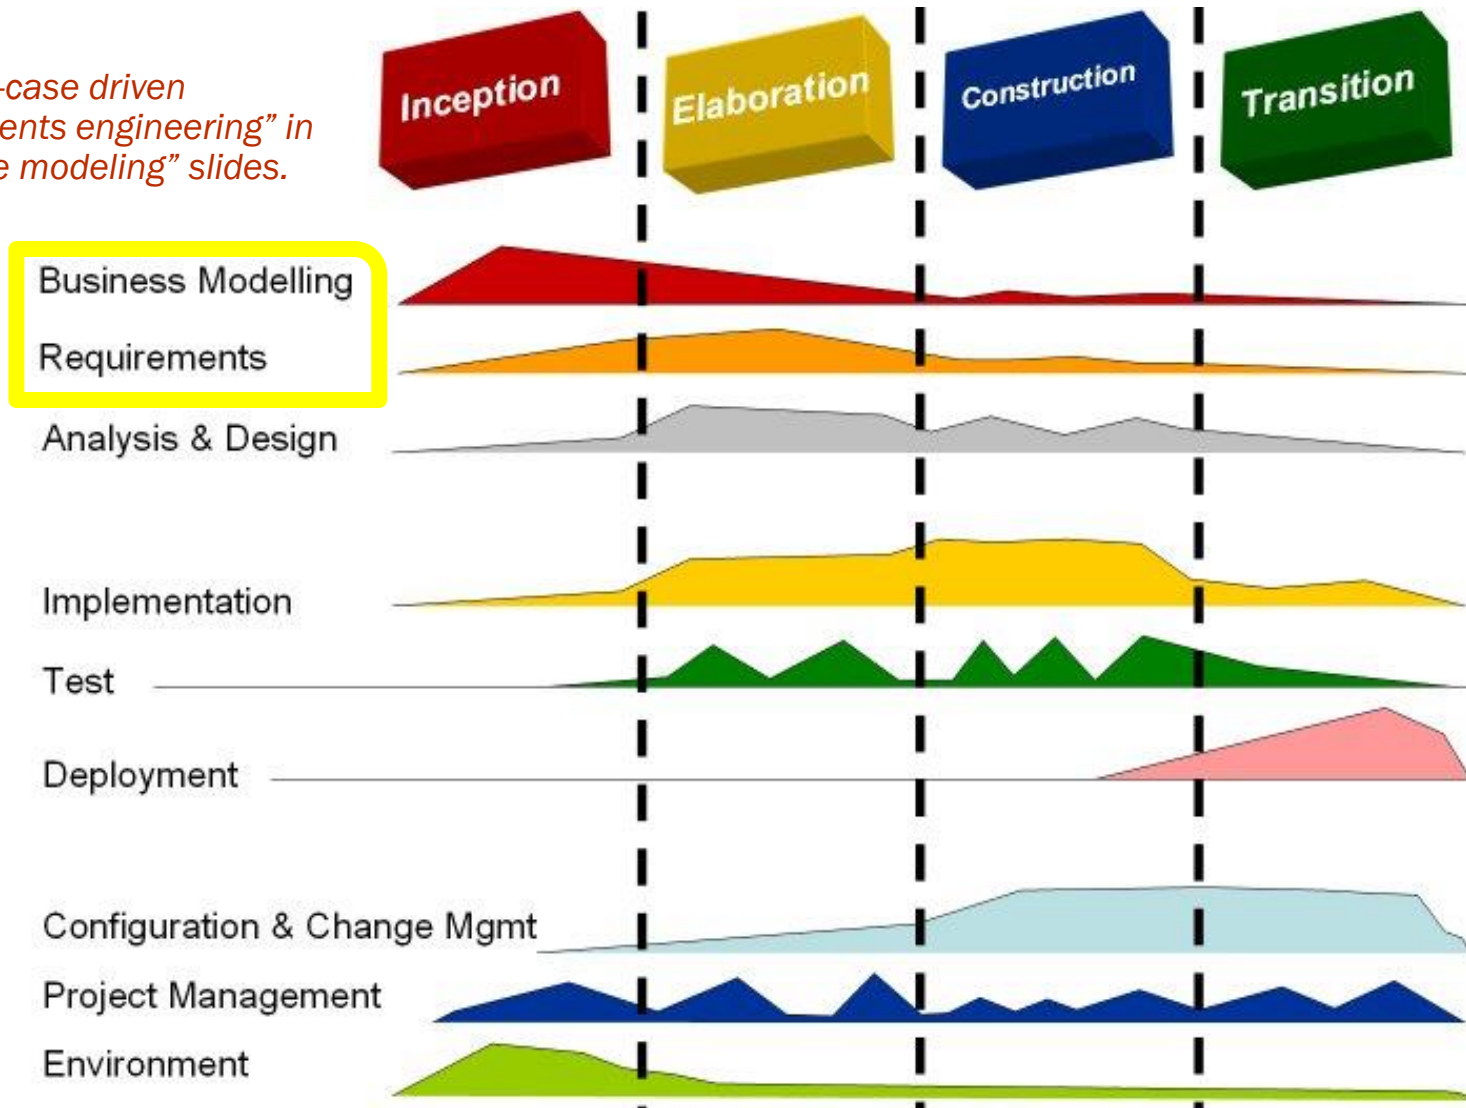 -case driven
ents engineering” in
e modeling” slides.
Inception
Elaboration
Construction
Transition
Business Modelling
Requirements
Analysis & Design
Implementation
Test
Deployment
Configuration & Change Mgmt
Project Management
Environment